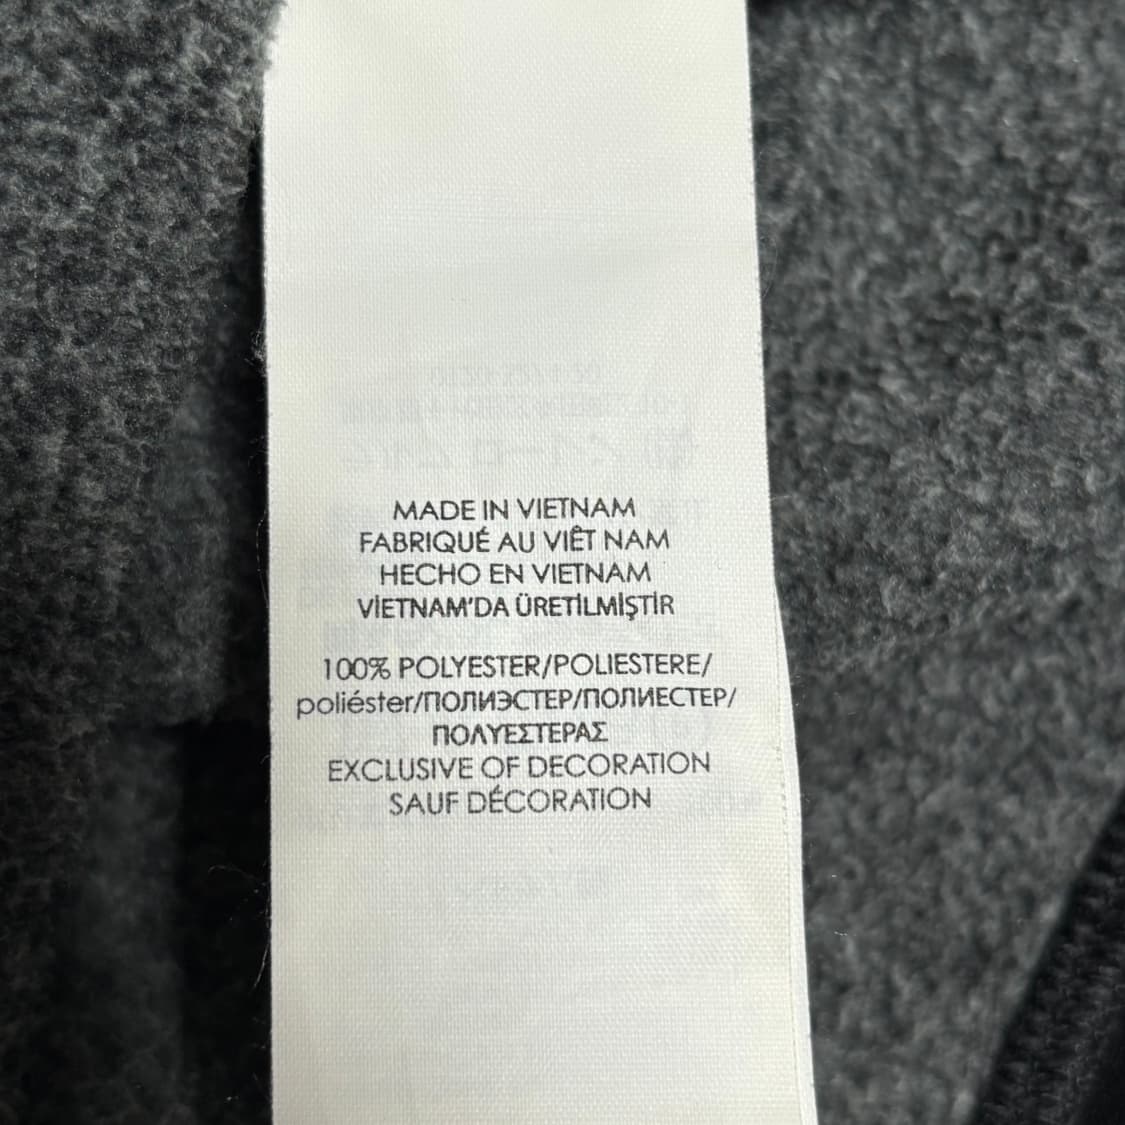 MADE IN VIETNAM
FABRIQUÉ AU VIÊT NAM
HECHO EN VIETNAM
VİETNAM'DA ÜRETİLMİŞTİR
100% POLYESTER/POLIESTERE/
poliéster/ПОЛИЭСТЕР/ПОЛИЕСТЕР/
ΠΟΛΥΕΣΤΕΡΑΣ
EXCLUSIVE OF DECORATION
SAUF DÉCORATION